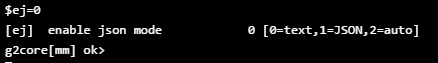 $ej=0
[ej]  enable json mode              0 [0=text,1=JSON,2=auto]
g2core[mm] ok>